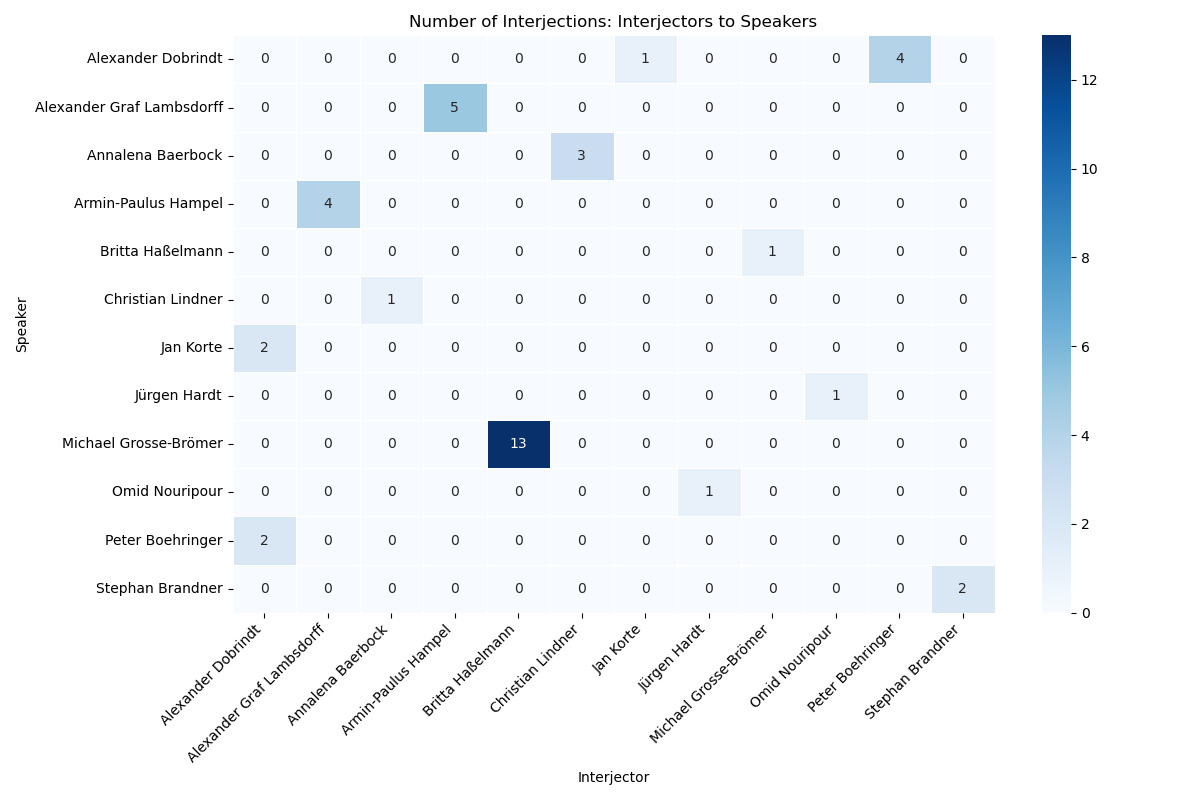 Number of Interjections: Interjectors to Speakers
Alexander Dobrindt 0 0 0 0 0 0 1 0 0 0 4 0
Alexander Graf Lambsdorff 0 0 0 5 0 0 0 0 0 0 0 0
Annalena Baerbock 0 0 0 0 0 3 0 0 0 0 0 0
Armin-Paulus Hampel 0 4 0 0 0 0 0 0 0 0 0 0
Britta Haßelmann 0 0 0 0 0 0 0 0 1 0 0 0
Christian Lindner 0 0 1 0 0 0 0 0 0 0 0 0
Jan Korte 2 0 0 0 0 0 0 0 0 0 0 0
Jürgen Hardt 0 0 0 0 0 0 0 0 0 1 0 0
Michael Grosse-Brömer 0 0 0 0 13 0 0 0 0 0 0 0
Omid Nouripour 0 0 0 0 0 0 0 1 0 0 0 0
Peter Boehringer 2 0 0 0 0 0 0 0 0 0 0 0
Stephan Brandner 0 0 0 0 0 0 0 0 0 0 0 2
Speaker
Alexander Dobrindt
Alexander Graf Lambsdorff
Annalena Baerbock
Armin-Paulus Hampel
Britta Haßelmann
Christian Lindner
Jan Korte
Jürgen Hardt
Michael Grosse-Brömer
Omid Nouripour
Peter Boehringer
Stephan Brandner
Interjector
12
10
8
6
4
2
0